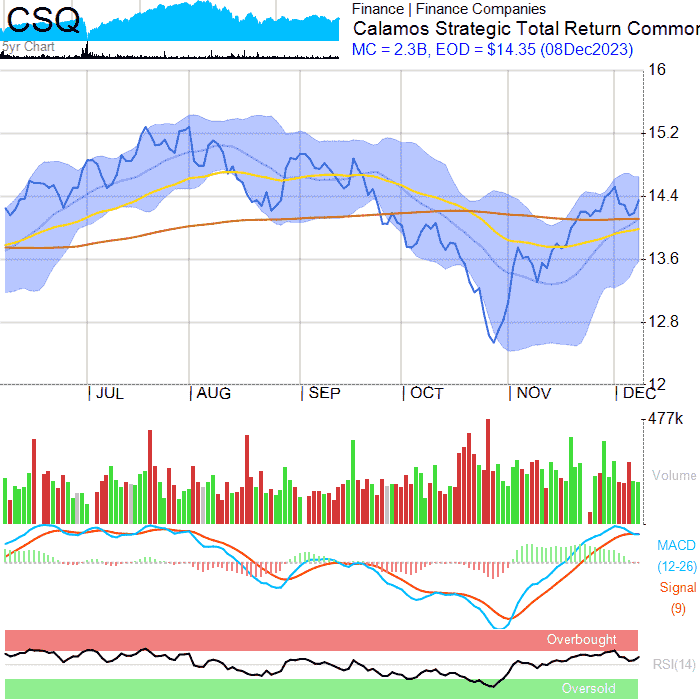 CSQ
5yr Chart
Finance | Finance Companies
Calamos Strategic Total Return Common
MC = 2.3B, EOD = $14.35 (08Dec2023)
16
15.2
14.4
13.6
12.8
12
JUL AUG SEP OCT NOV DEC
477k
Volume
MACD
(12-26)
Signal
(9)
Overbought
RSI(14)
Oversold